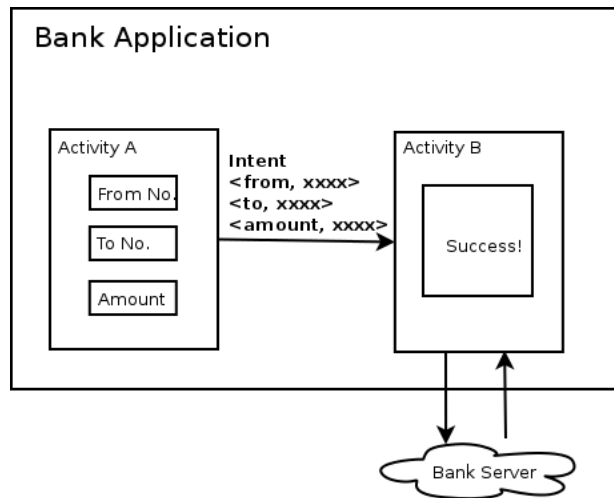 Bank Application
Activity A
From No.
To No.
Amount
Intent
<from, xxxx>
<to, xxxx>
<amount, xxxx>
Activity B
Success!
Bank Server